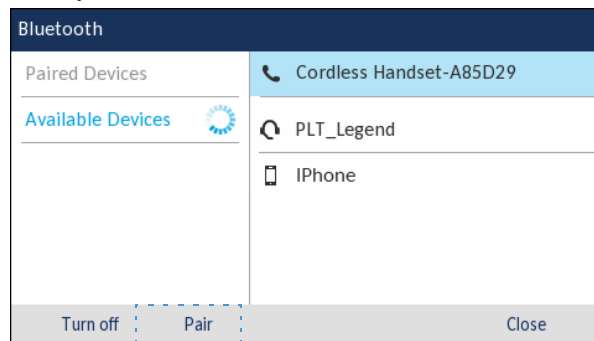 Bluetooth
Paired Devices
Available Devices
Cordless Handset-A85D29
PLT_Legend
IPhone
Turn off Pair Close